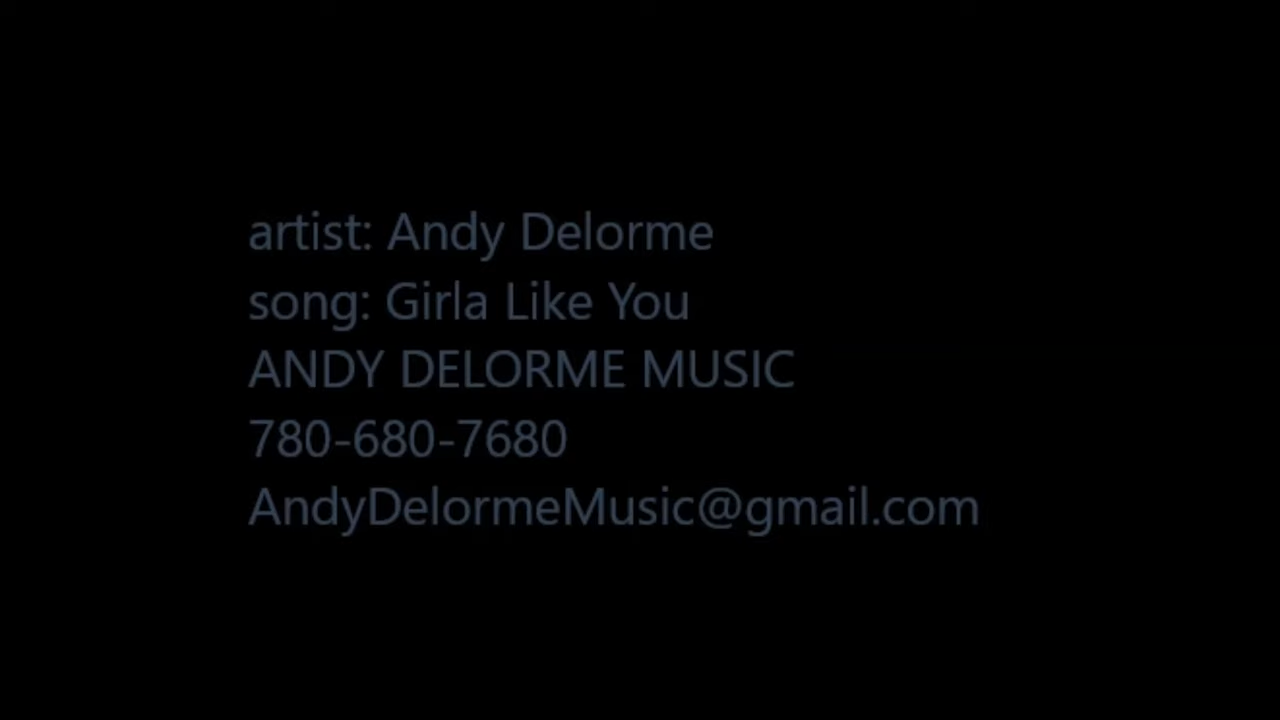 artist: Andy Delorme
song: Girla Like You
ANDY DELORME MUSIC
780-680-7680
AndyDelormeMusic@gmail.com